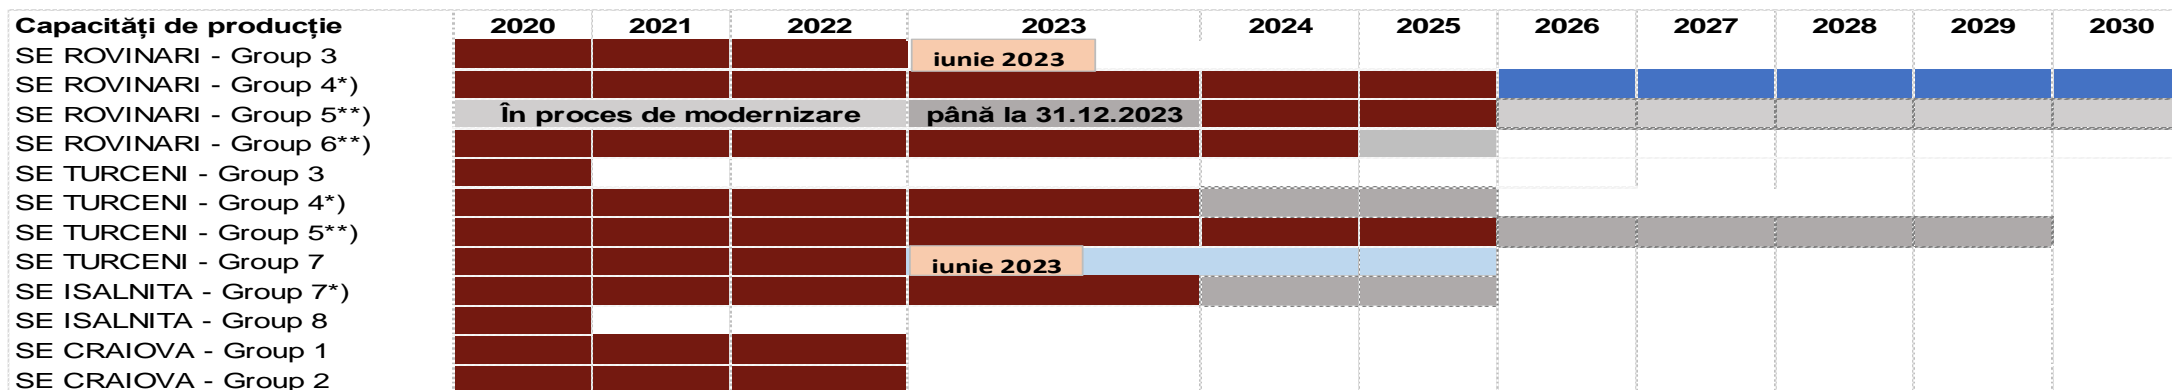 Capacități de producție 2020 2021 2022 2023 2024 2025 2026 2027 2028 2029 2030
SE ROVINARI - Group 3 iunie 2023
SE ROVINARI - Group 4*)
SE ROVINARI - Group 5**) În proces de modernizare până la 31.12.2023
SE ROVINARI - Group 6**)
SE TURCENI - Group 3
SE TURCENI - Group 4*)
SE TURCENI - Group 5**)
SE TURCENI - Group 7 iunie 2023
SE ISALNITA - Group 7*)
SE ISALNITA - Group 8
SE CRAIOVA - Group 1
SE CRAIOVA - Group 2